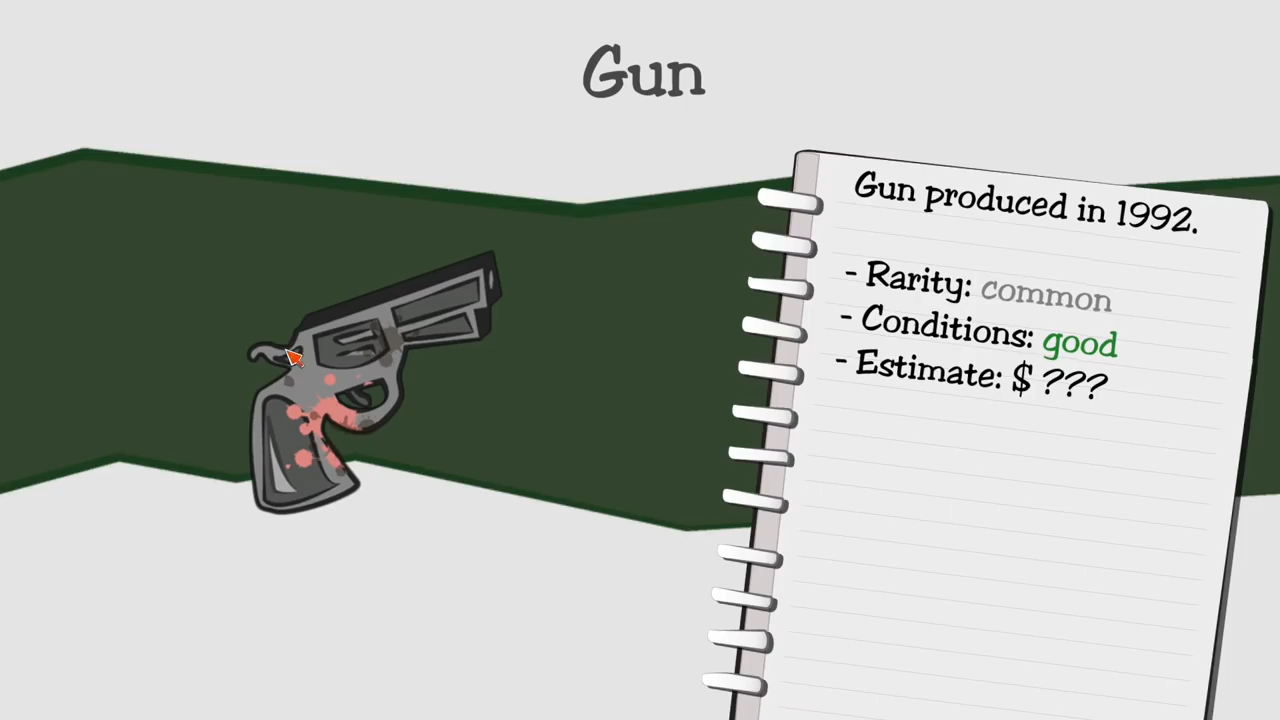 Gun
Gun produced in 1992.
- Rarity: common
- Conditions: good
- Estimate: $ ???